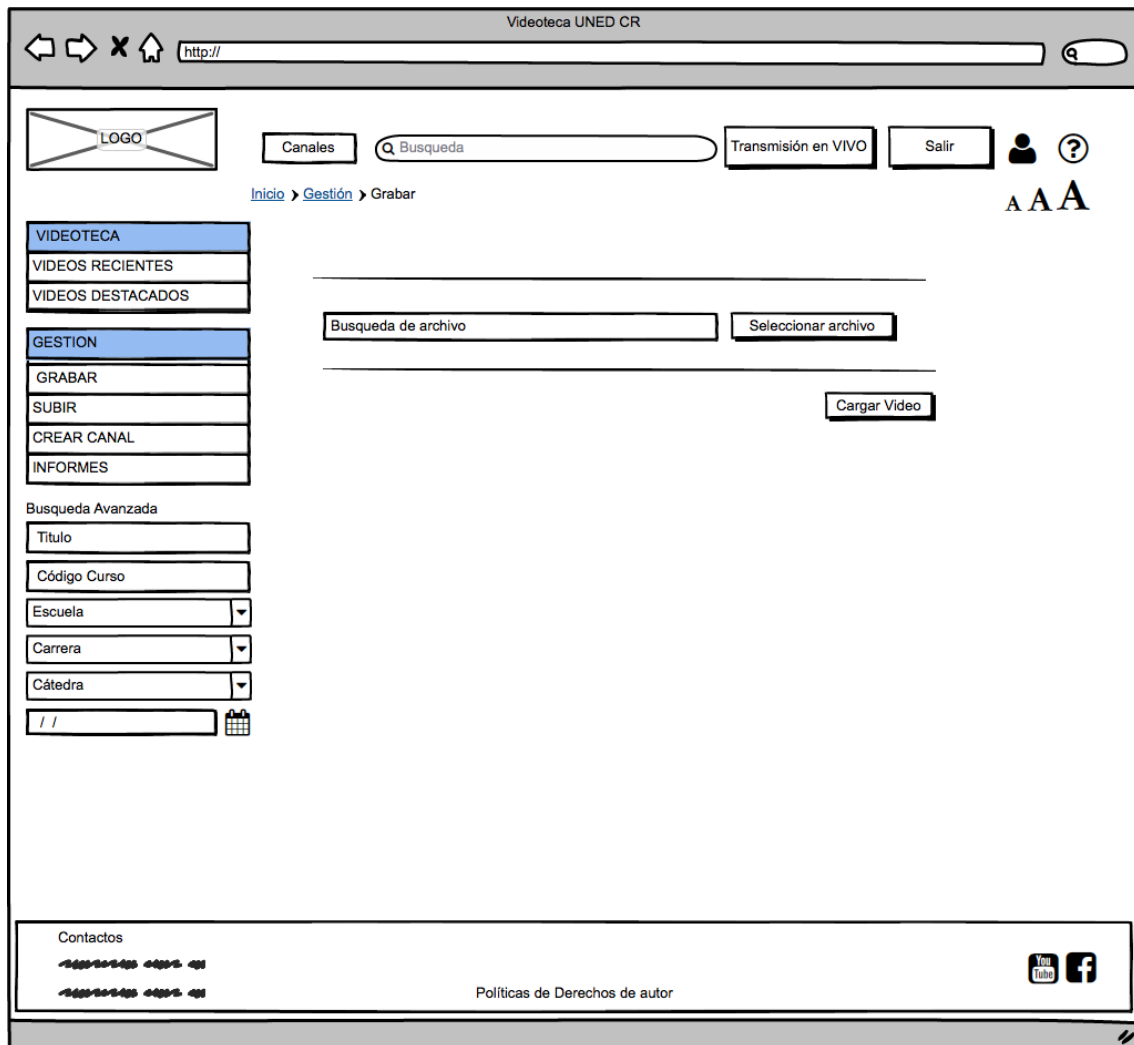 Videoteca UNED CR
http://
LOGO
Canales
Busqueda
Transmisión en VIVO
Salir
Inicio Gestión Grabar
A A A
VIDEOTECA
VIDEOS RECIENTES
VIDEOS DESTACADOS
GESTION
GRABAR
SUBIR
CREAR CANAL
INFORMES
Busqueda de archivo
Seleccionar archivo
Cargar Video
Busqueda Avanzada
Titulo
Código Curso
Escuela
Carrera
Cátedra
/ /
Contactos
Políticas de Derechos de autor
You
Tube